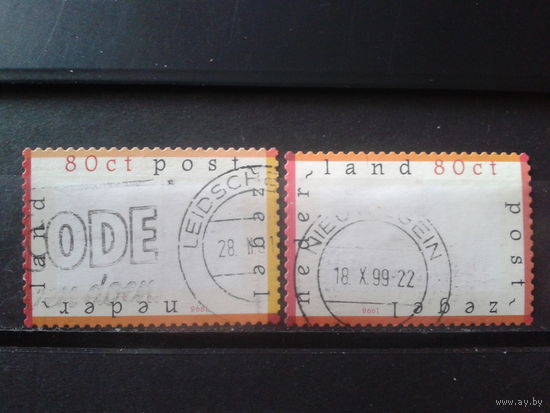 80ct post
zegel
neder
land
1998
ODE
LEIDSCH
28.
land 80ct
post
zegel
neder
1998
NIEUWEGEIN
18.X.99-22
www.ay.by